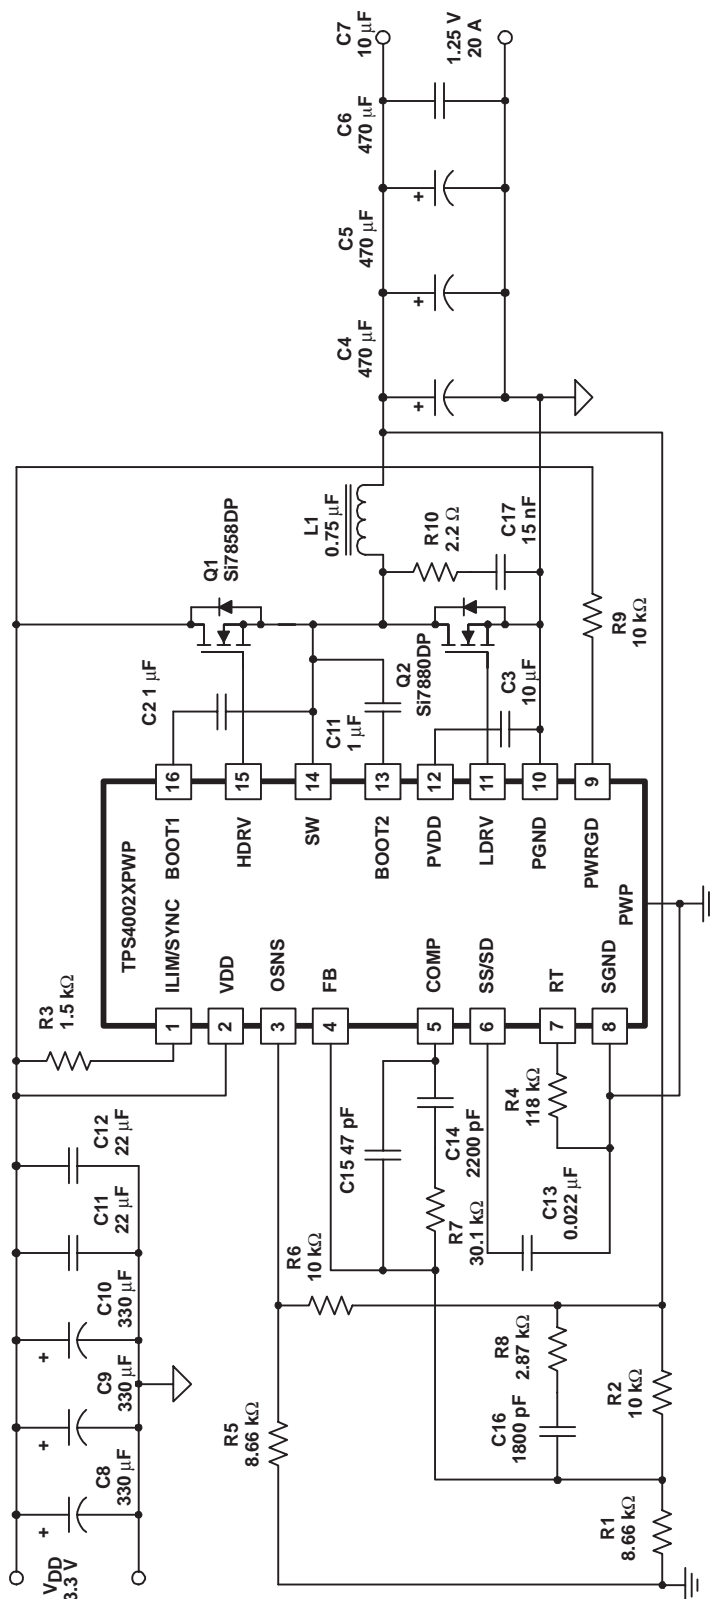 VDD
3.3 V
C8
330 µF
C9
330 µF
C10
330 µF
C11
22 µF
C12
22 µF
R3
1.5 kΩ
TPS4002XPWP
1
ILIM/SYNC
2
VDD
3
OSNS
4
FB
5
COMP
6
SS/SD
7
RT
8
SGND
16
BOOT1
15
HDRV
14
SW
13
BOOT2
12
PVDD
11
LDRV
10
PGND
9
PWRGD
PWP
C2 1 µF
Q1
Si7858DP
C11
1 µF
Q2
Si7880DP
C3
10 µF
L1
0.75 µF
R10
2.2 Ω
C17
15 nF
R9
10 kΩ
C4
470 µF
C5
470 µF
C6
470 µF
C7
10 µF
1.25 V
20 A
R5
8.66 kΩ
R6
10 kΩ
C15 47 pF
R7
30.1 kΩ
C14
2200 pF
C13
0.022 µF
R4
118 kΩ
C16
1800 pF
R8
2.87 kΩ
R1
8.66 kΩ
R2
10 kΩ
+
+
+
+
+
+